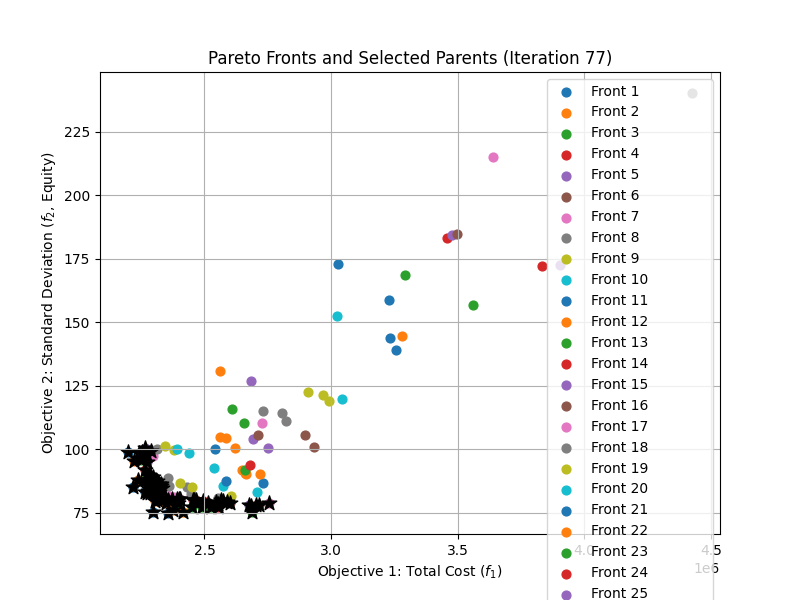 Pareto Fronts and Selected Parents (Iteration 77)
Objective 2: Standard Deviation (f₂, Equity)
225
200
175
150
125
100
75
2.5
3.0
3.5
4.0
4.5
1e6
Objective 1: Total Cost (f₁)
Front 1
Front 2
Front 3
Front 4
Front 5
Front 6
Front 7
Front 8
Front 9
Front 10
Front 11
Front 12
Front 13
Front 14
Front 15
Front 16
Front 17
Front 18
Front 19
Front 20
Front 21
Front 22
Front 23
Front 24
Front 25